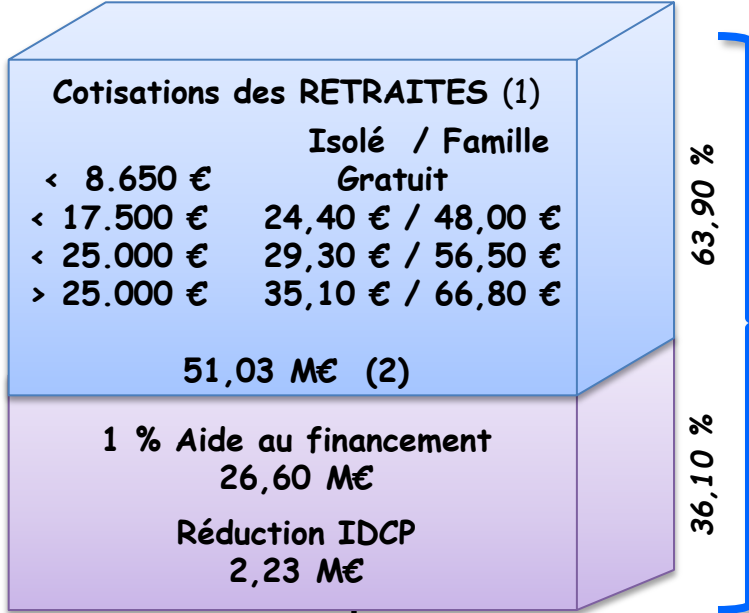 Cotisations des RETRAITES (1)
Isolé / Famille
< 8.650 € Gratuit
< 17.500 € 24,40 € / 48,00 €
< 25.000 € 29,30 € / 56,50 €
> 25.000 € 35,10 € / 66,80 €
51,03 M€ (2)
63,90 %
1 % Aide au financement
26,60 M€
Réduction IDCP
2,23 M€
36,10 %